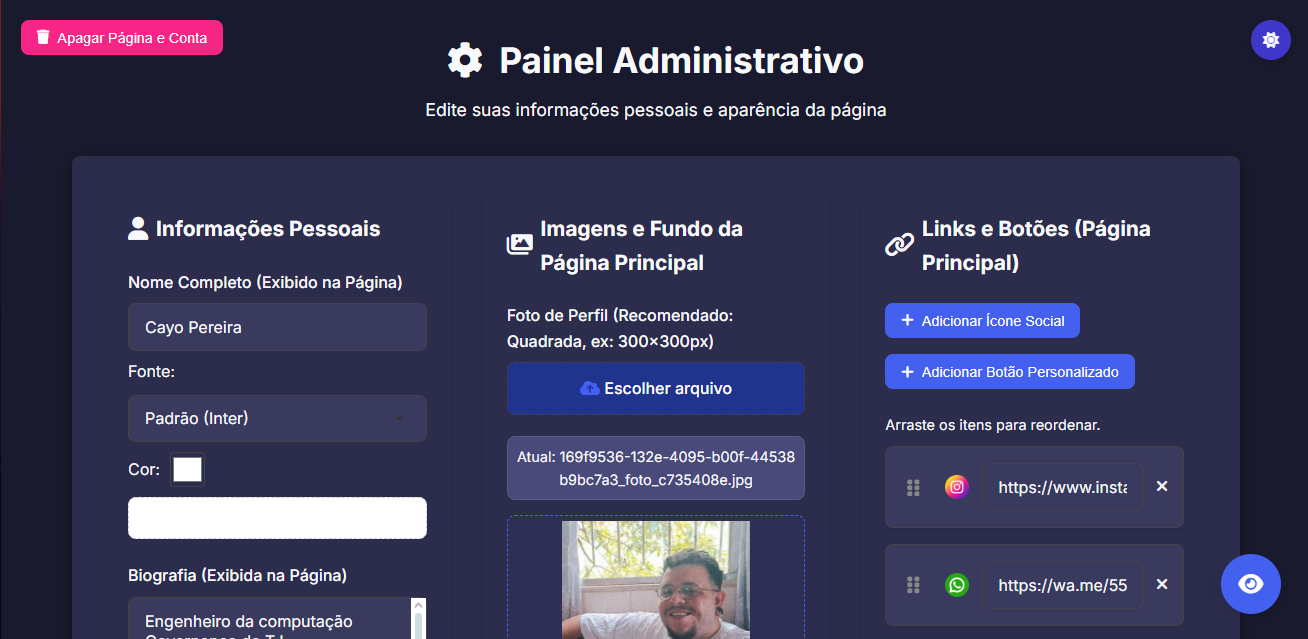 Apagar Página e Conta
Painel Administrativo
Edite suas informações pessoais e aparência da página
Informações Pessoais
Nome Completo (Exibido na Página)
Cayo Pereira
Fonte:
Padrão (Inter)
Cor:
Biografia (Exibida na Página)
Engenheiro da computação
Imagens e Fundo da
Página Principal
Foto de Perfil (Recomendado:
Quadrada, ex: 300×300px)
Escolher arquivo
Atual: 169f9536-132e-4095-b00f-44538
b9bc7a3_foto_c735408e.jpg
Links e Botões (Página
Principal)
+ Adicionar Ícone Social
+ Adicionar Botão Personalizado
Arraste os itens para reordenar.
https://www.insta
https://wa.me/55